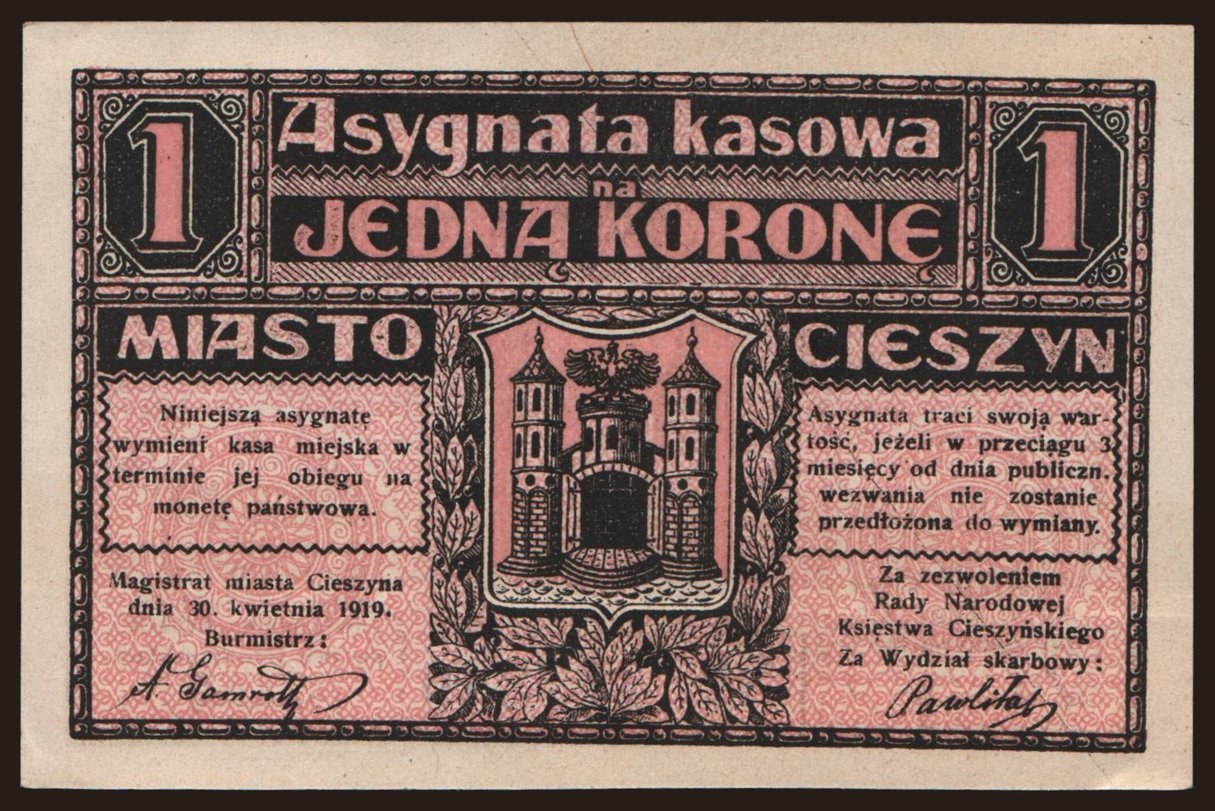 1
Asygnata kasowa
1
na
JEDNĄ KORONĘ
MIASTO
CIESZYN
Niniejszą asygnatę
wymieni kasa miejska w
terminie jej obiegu na
monetę państwowa.
Magistrat miasta Cieszyna
dnia 30. kwietnia 1919.
Burmistrz:
A. Gamroth
Asygnata traci swoją war-
tość, jeżeli w przeciągu 3
miesięcy od dnia publiczn.
wezwania nie zostanie
przedłożona do wymiany.
Za zezwoleniem
Rady Narodowej
Księstwa Cieszyńskiego
Za Wydział skarbowy: